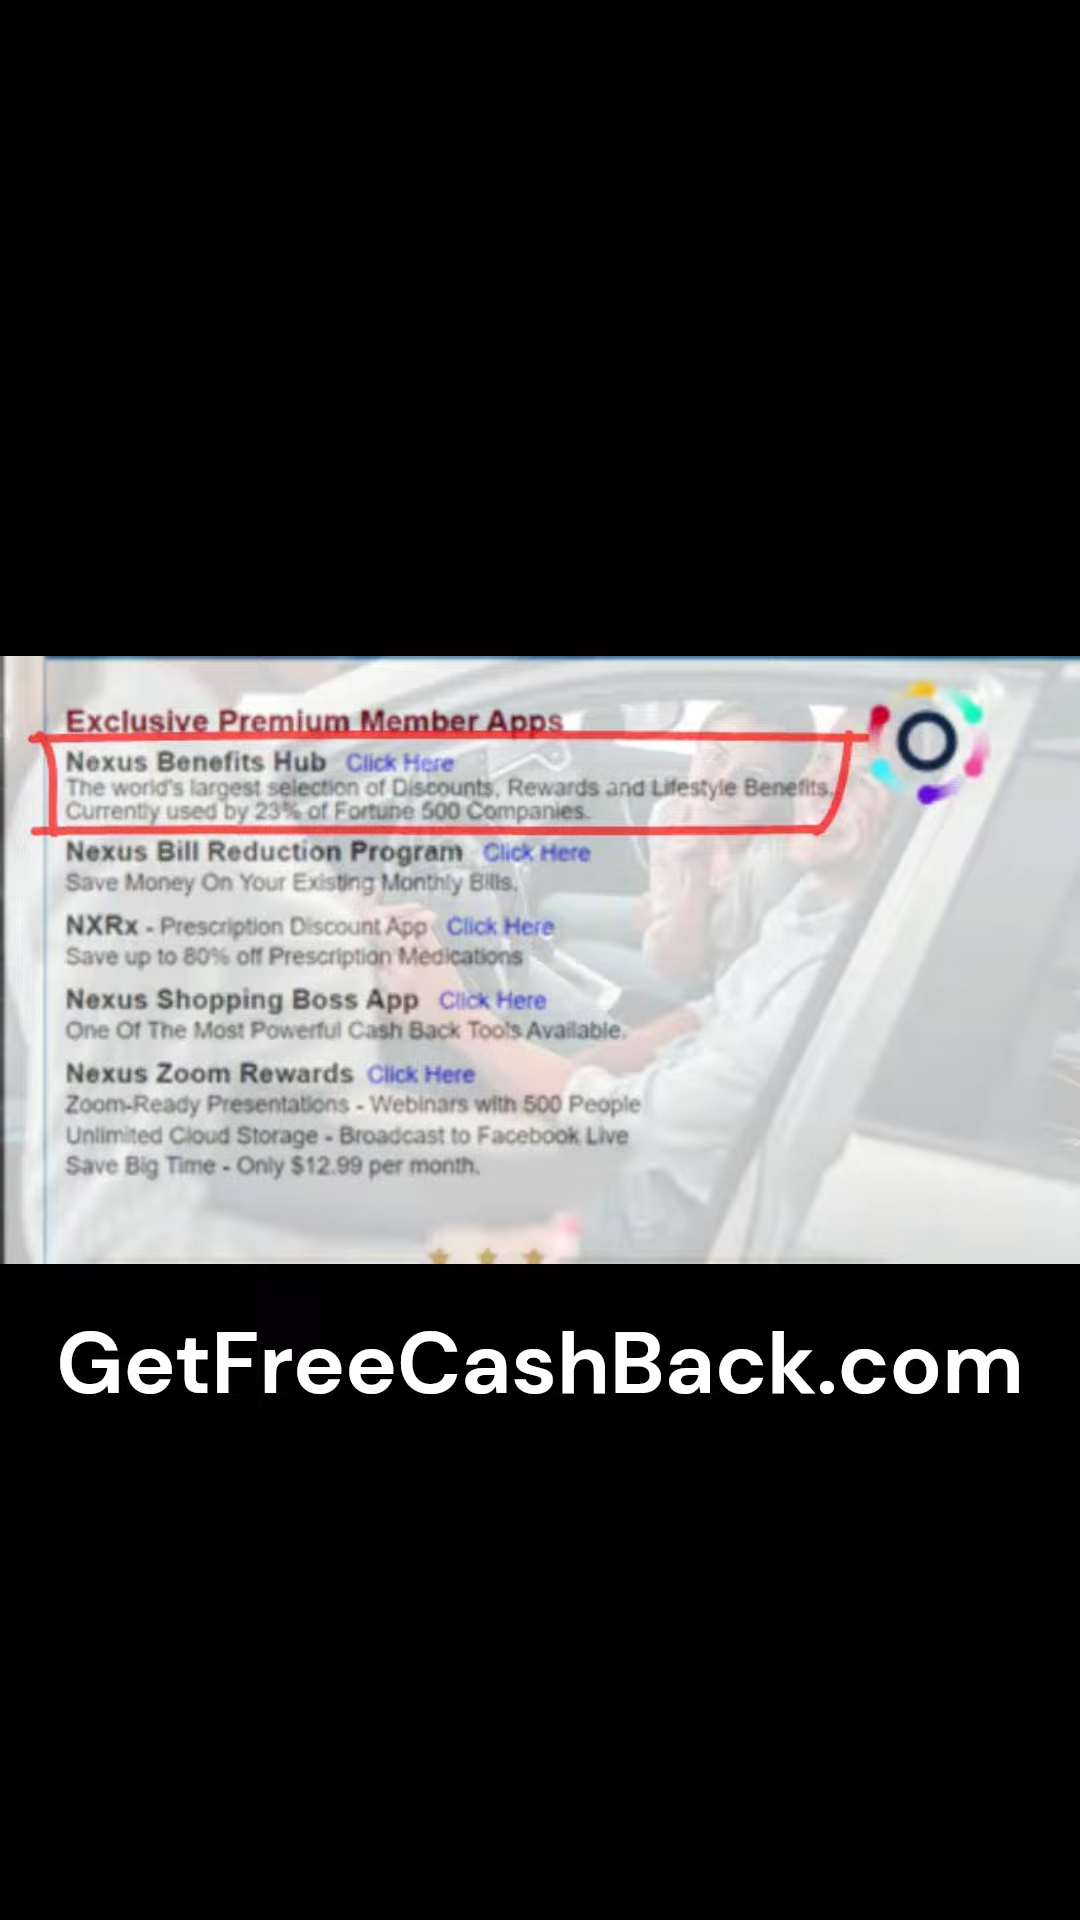 Exclusive Premium Member Apps
Nexus Benefits Hub Click Here
The world's largest selection of Discounts, Rewards and Lifestyle Benefits.
Currently used by 23% of Fortune 500 Companies.
Nexus Bill Reduction Program Click Here
Save Money On Your Existing Monthly Bills.
NXRx - Prescription Discount App Click Here
Save up to 80% off Prescription Medications
Nexus Shopping Boss App Click Here
One Of The Most Powerful Cash Back Tools Available.
Nexus Zoom Rewards Click Here
Zoom-Ready Presentations - Webinars with 500 People
Unlimited Cloud Storage - Broadcast to Facebook Live
Save Big Time - Only $12.99 per month.
GetFreeCashBack.com